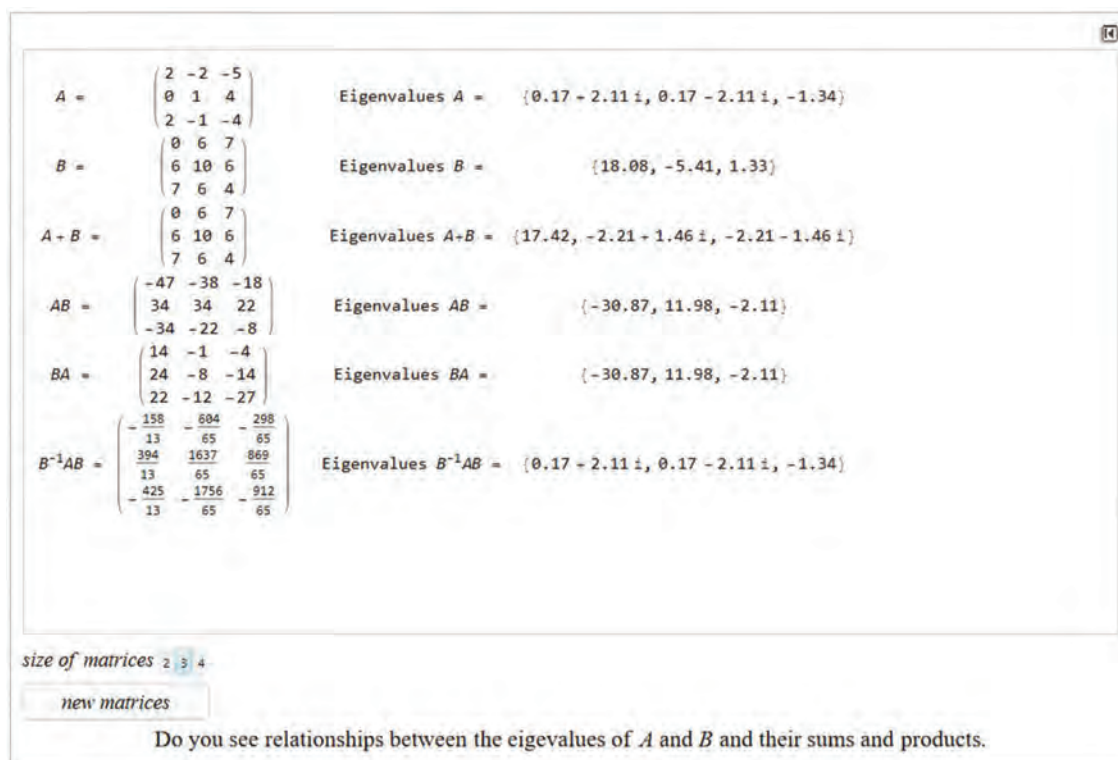 A = ( 2 -2 -5
0 1 4
2 -1 -4 ) Eigenvalues A = {0.17 + 2.11 i, 0.17 - 2.11 i, -1.34}
B = ( 0 6 7
6 10 6
7 6 4 ) Eigenvalues B = {18.08, -5.41, 1.33}
A + B = ( 0 6 7
6 10 6
7 6 4 ) Eigenvalues A+B = {17.42, -2.21 + 1.46 i, -2.21 - 1.46 i}
AB = ( -47 -38 -18
34 34 22
-34 -22 -8 ) Eigenvalues AB = {-30.87, 11.98, -2.11}
BA = ( 14 -1 -4
24 -8 -14
22 -12 -27 ) Eigenvalues BA = {-30.87, 11.98, -2.11}
B⁻¹AB = ( -158/13 -604/65 -298/65
394/13 1637/65 869/65
-425/13 -1756/65 -912/65 ) Eigenvalues B⁻¹AB = {0.17 + 2.11 i, 0.17 - 2.11 i, -1.34}
size of matrices 2 3 4
new matrices
Do you see relationships between the eigevalues of A and B and their sums and products.